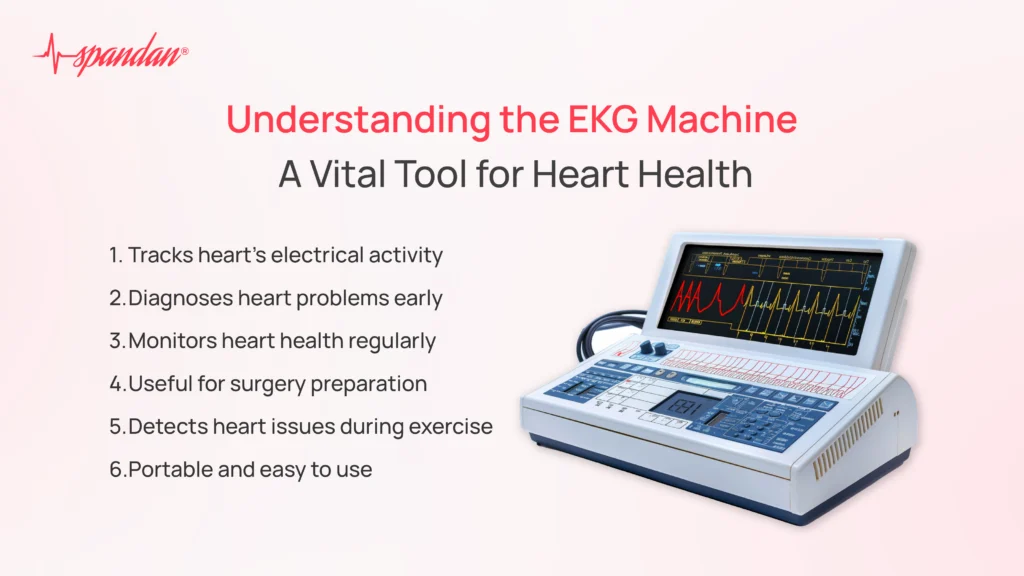 spandan®
Understanding the EKG Machine
A Vital Tool for Heart Health
1. Tracks heart's electrical activity
2.Diagnoses heart problems early
3.Monitors heart health regularly
4.Useful for surgery preparation
5.Detects heart issues during exercise
6.Portable and easy to use